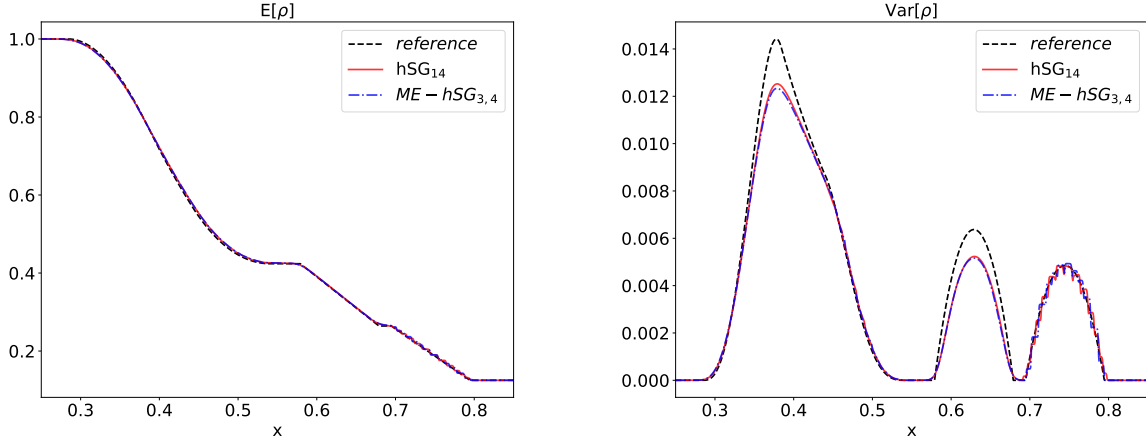 E[ρ]
1.0
0.8
0.6
0.4
0.2
0.3 0.4 0.5 0.6 0.7 0.8
x
reference
hSG₁₄
ME − hSG₃,₄
Var[ρ]
0.014
0.012
0.010
0.008
0.006
0.004
0.002
0.000
0.3 0.4 0.5 0.6 0.7 0.8
x
reference
hSG₁₄
ME − hSG₃,₄